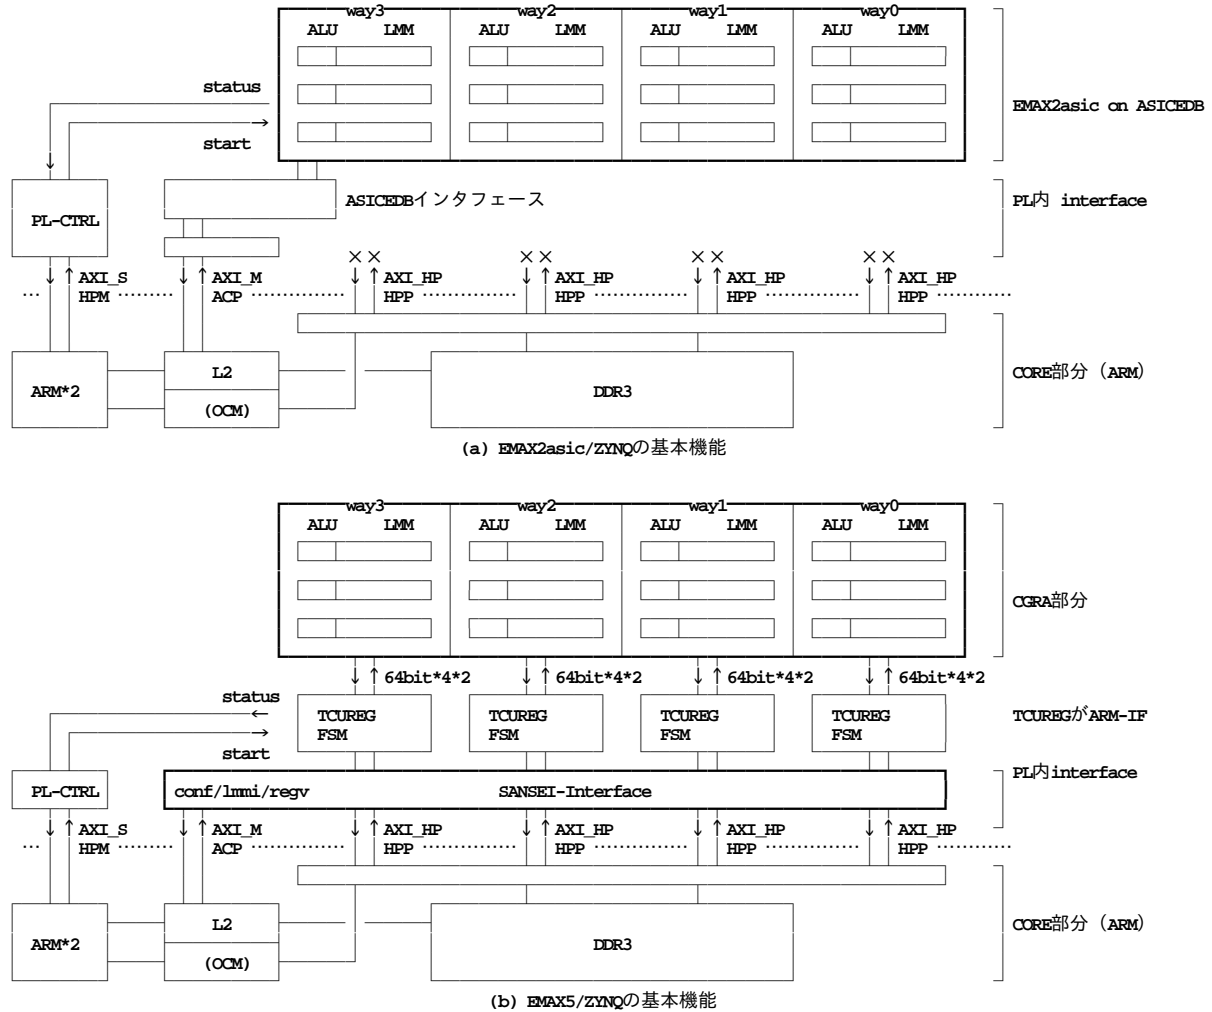 way3 way2 way1 way0
ALU LMM ALU LMM ALU LMM ALU LMM
status
EMAX2asic on ASICEDB
start
ASICEDBインタフェース
PL内 interface
PL-CTRL
×× ×× ×× ××
↓↑AXI_S ↓↑AXI_M ↓↑AXI_HP ↓↑AXI_HP ↓↑AXI_HP ↓↑AXI_HP
… HPM ……… ACP ………… HPP ………… HPP ………… HPP ………… HPP …………
L2
CORE部分（ARM）
ARM*2
DDR3
(OCM)
(a) EMAX2asic/ZYNQの基本機能
way3 way2 way1 way0
ALU LMM ALU LMM ALU LMM ALU LMM
CGRA部分
↓↑64bit*4*2 ↓↑64bit*4*2 ↓↑64bit*4*2 ↓↑64bit*4*2
status
TCUREG TCUREG TCUREG TCUREG
TCUREGがARM-IF
FSM FSM FSM FSM
start
PL内interface
PL-CTRL
conf/lmmi/regv SANSEI-Interface
↓↑AXI_S ↓↑AXI_M ↓↑AXI_HP ↓↑AXI_HP ↓↑AXI_HP ↓↑AXI_HP
… HPM ……… ACP ………… HPP ………… HPP ………… HPP ………… HPP …………
L2
CORE部分（ARM）
ARM*2
DDR3
(OCM)
(b) EMAX5/ZYNQの基本機能